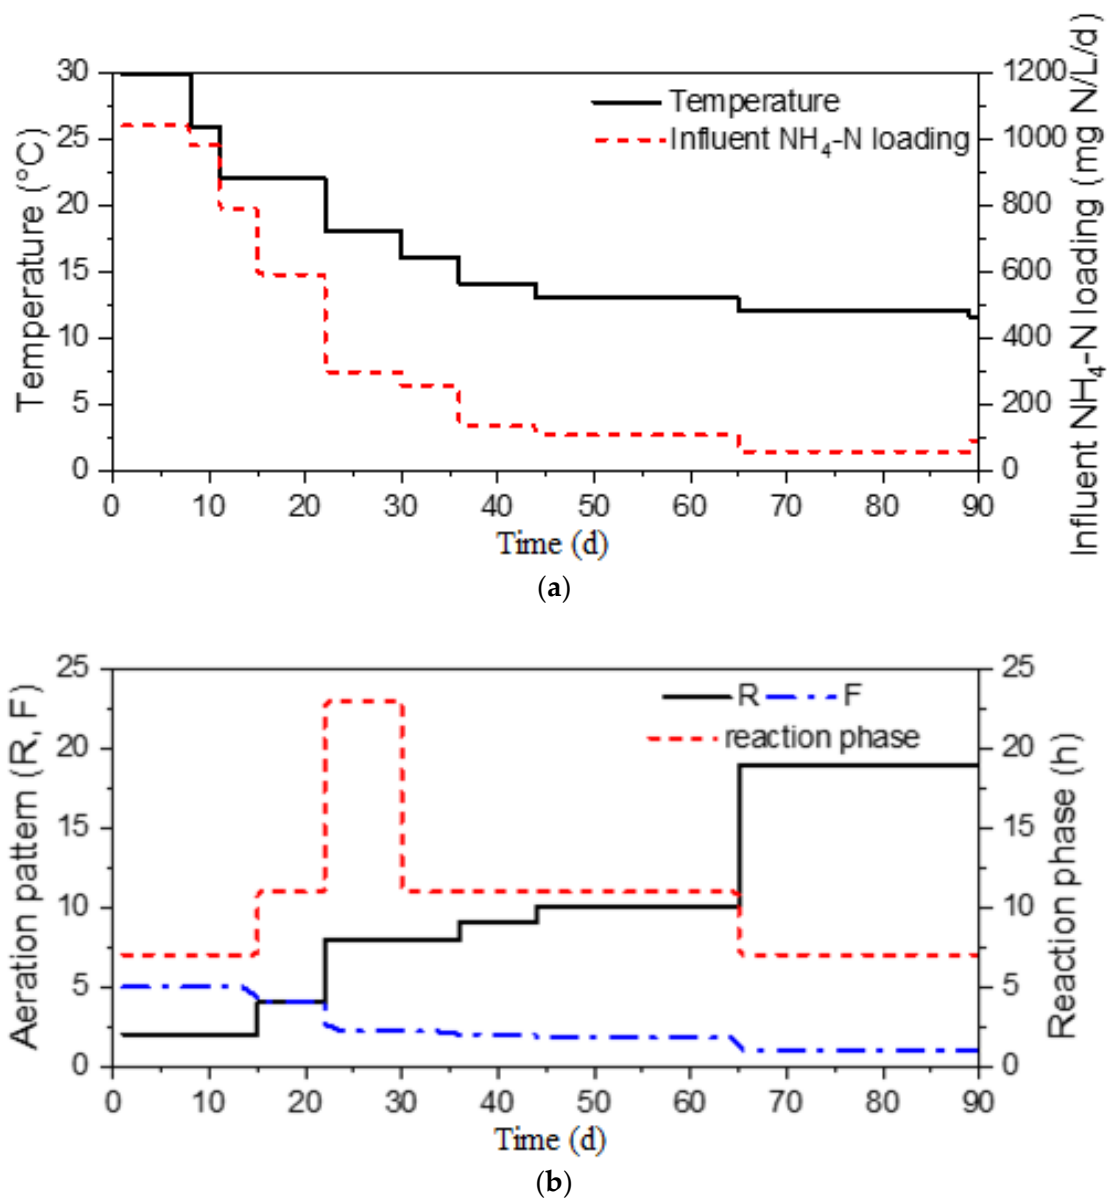 Temperature (°C)
30
25
20
15
10
5
0
Temperature
Influent NH4-N loading
1200
1000
800
600
400
200
0
Influent NH4-N loading (mg N/L/d)
0 10 20 30 40 50 60 70 80 90
Time (d)
(a)
Aeration pattem (R, F)
25
20
15
10
5
0
R F
reaction phase
25
20
15
10
5
0
Reaction phase (h)
0 10 20 30 40 50 60 70 80 90
Time (d)
(b)